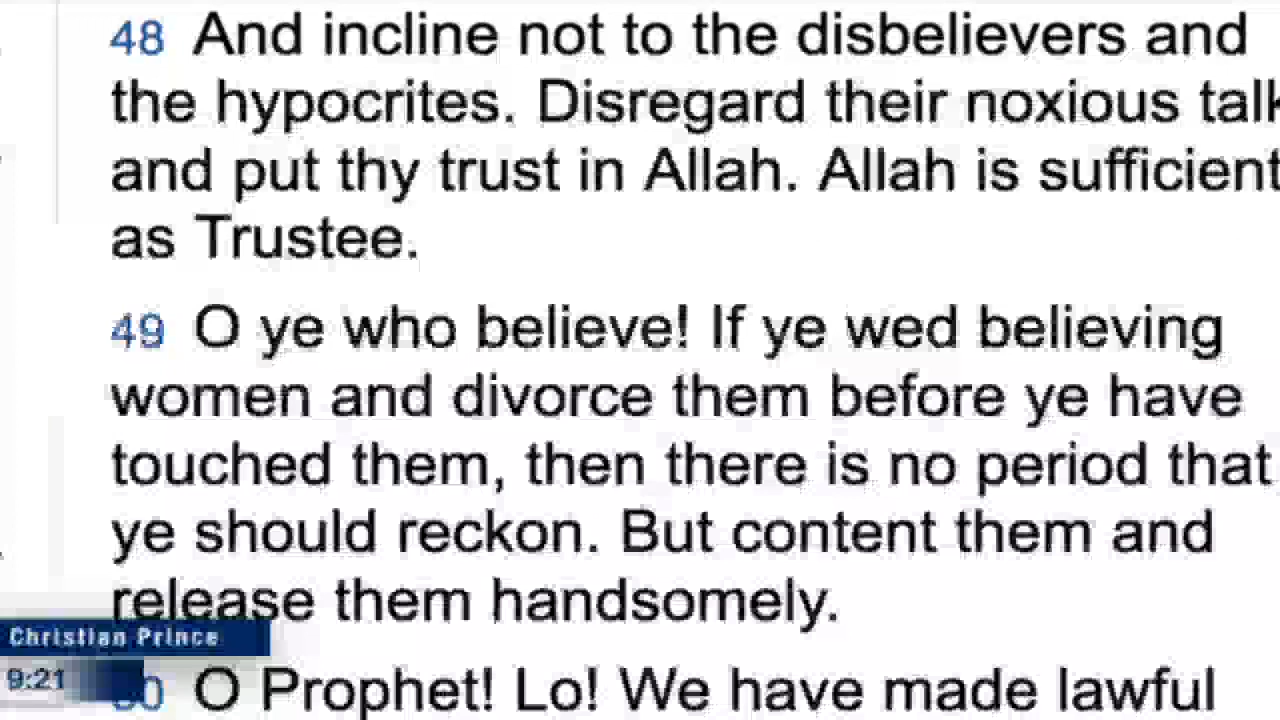 48 And incline not to the disbelievers and
the hypocrites. Disregard their noxious talk
and put thy trust in Allah. Allah is sufficient
as Trustee.
49 O ye who believe! If ye wed believing
women and divorce them before ye have
touched them, then there is no period that
ye should reckon. But content them and
release them handsomely.
Christian Prince
9:21
O Prophet! Lo! We have made lawful